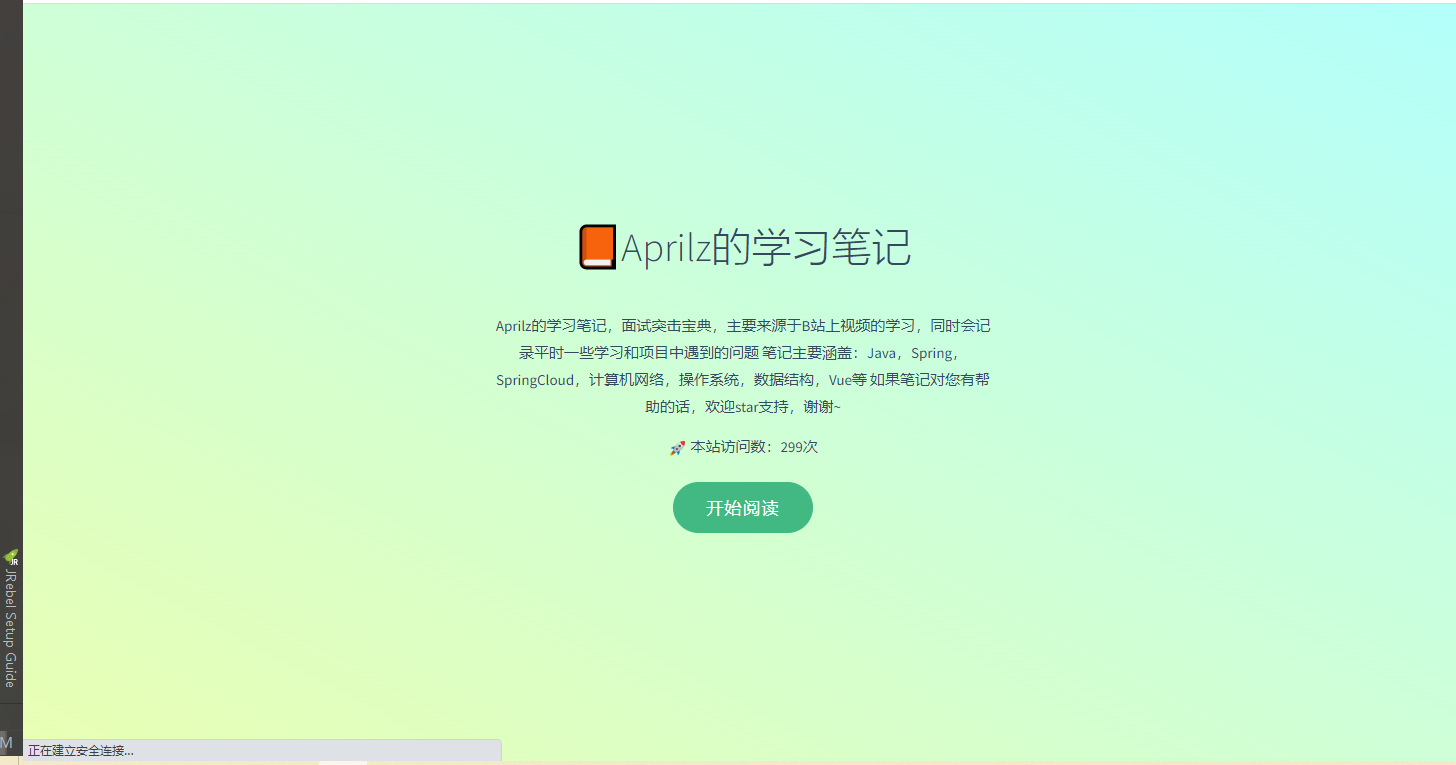 Aprilz的学习笔记
Aprilz的学习笔记，面试突击宝典，主要来源于B站上视频的学习，同时会记
录平时一些学习和项目中遇到的问题 笔记主要涵盖：Java，Spring，
SpringCloud，计算机网络，操作系统，数据结构，Vue等 如果笔记对您有帮
助的话，欢迎star支持，谢谢~
本站访问数：299次
开始阅读
JR
JRebel Setup Guide
M
正在建立安全连接...